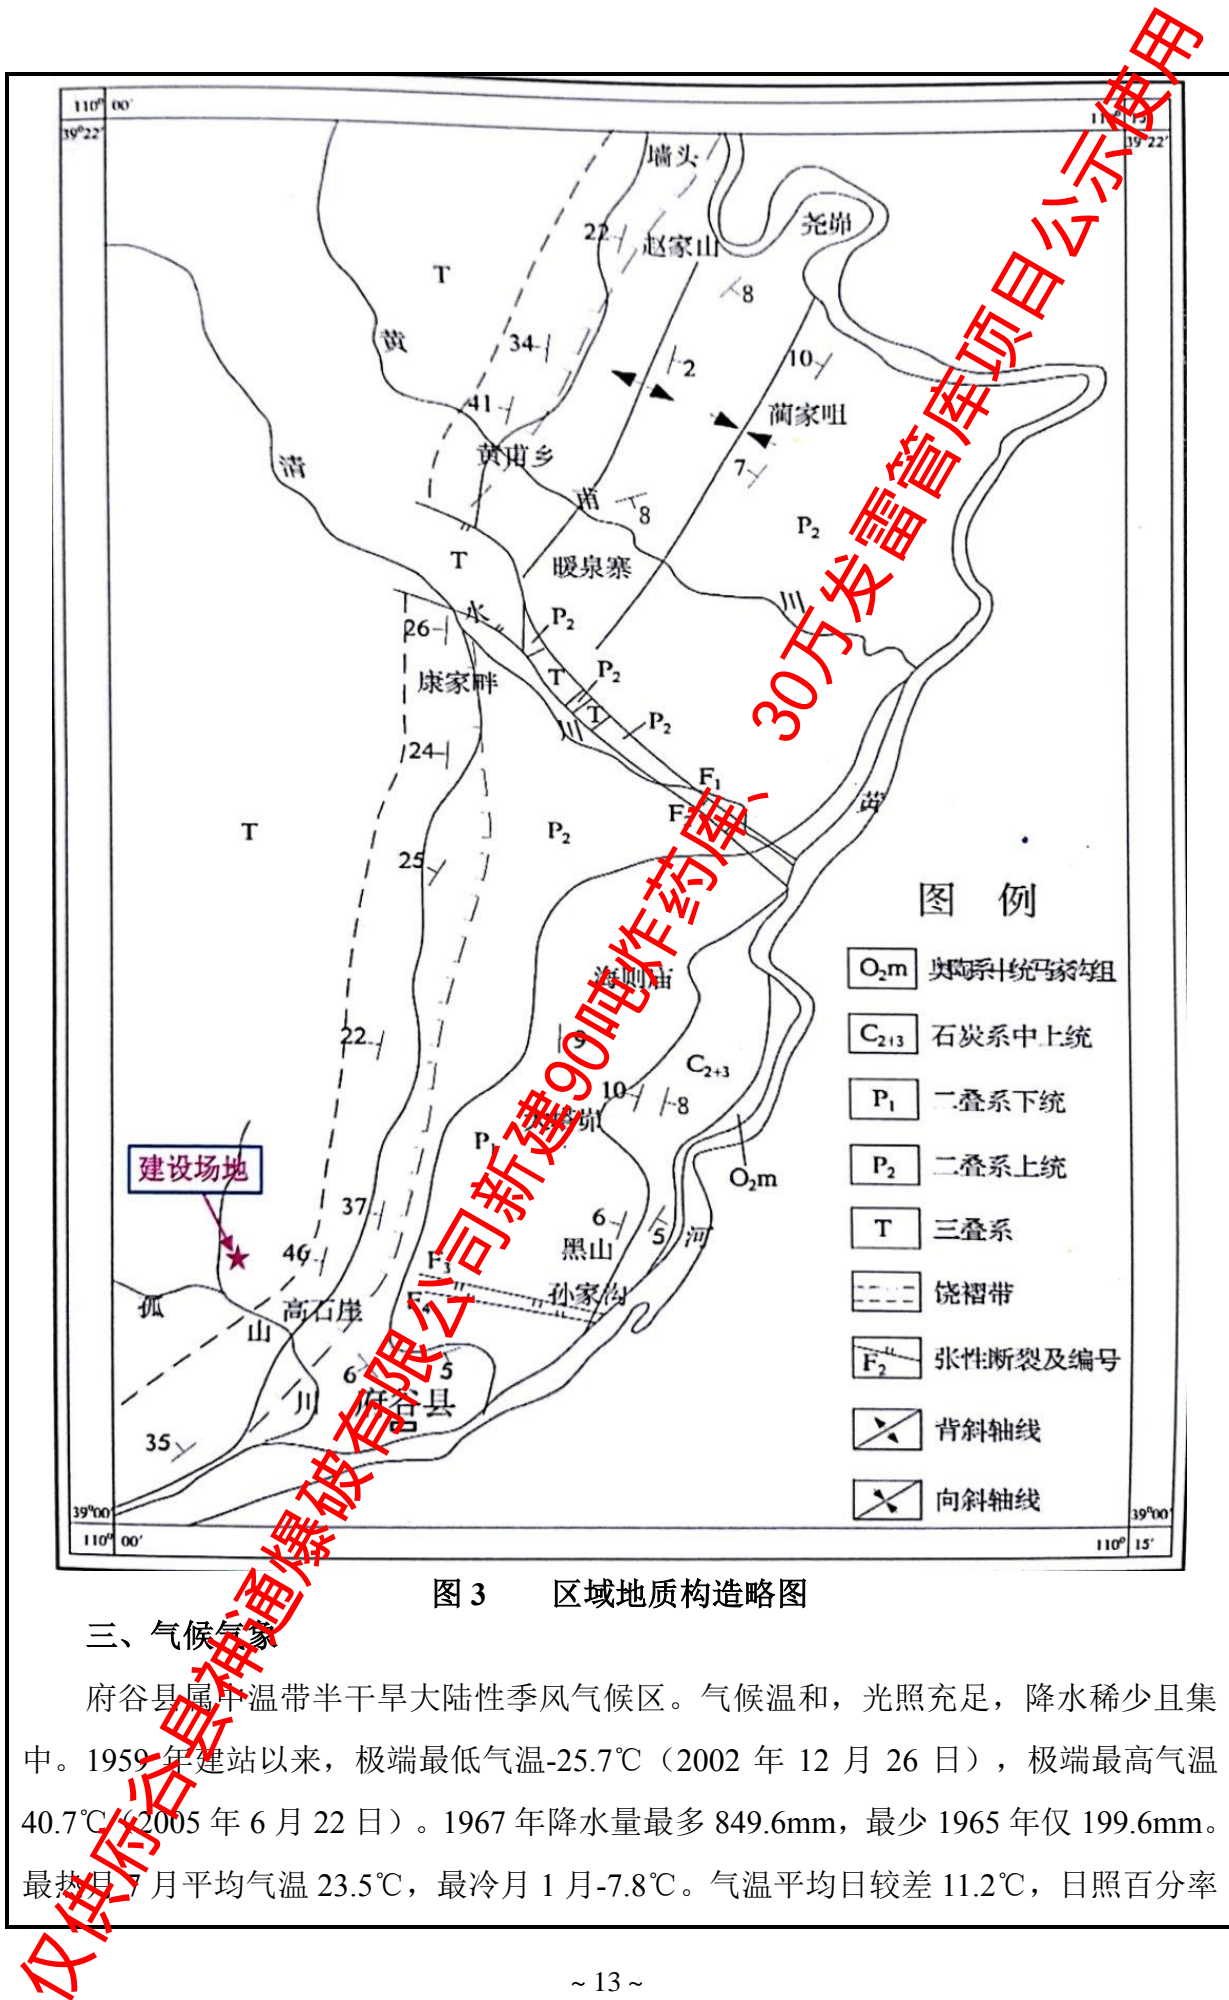 110° 00′
39°22′
39°22′
墙头
尧峁
22
赵家山
T
8
黄
34
2
10
41
蔺家咀
黄甫乡
清
7
甫
8
P₂
T
暖泉寨
川
水
P₂
26
康家畔
T
P₂
T
P₂
川
24
F₁
黄
T
P₂
25
图 例
海则庙
O₂m
22
9
C₂₊₃
C₂₊₃ 石炭系中上统
10
8
峁
P₁ 二叠系下统
P₁
建设场地
O₂m
P₂ 二叠系上统
37
6
5
河
T 三叠系
46
黑山
F₃
孤
高石崖
F₄
孙家沟
饶褶带
山
6
5
F₂ 张性断裂及编号
川
府谷县
背斜轴线
35
向斜轴线
39°00′
39°00′
110° 00′
110° 15′
图 3 区域地质构造略图
三、气候气象
府谷县属中温带半干旱大陆性季风气候区。气候温和，光照充足，降水稀少且集
中。1959 年建站以来，极端最低气温-25.7℃（2002 年 12 月 26 日），极端最高气温
40.7℃（2005 年 6 月 22 日）。1967 年降水量最多 849.6mm，最少 1965 年仅 199.6mm。
最热月 7 月平均气温 23.5℃，最冷月 1 月-7.8℃。气温平均日较差 11.2℃，日照百分率
~ 13 ~
仅供府谷县神通爆破有限公司新建90吨炸药库、30万发雷管库项目公示使用